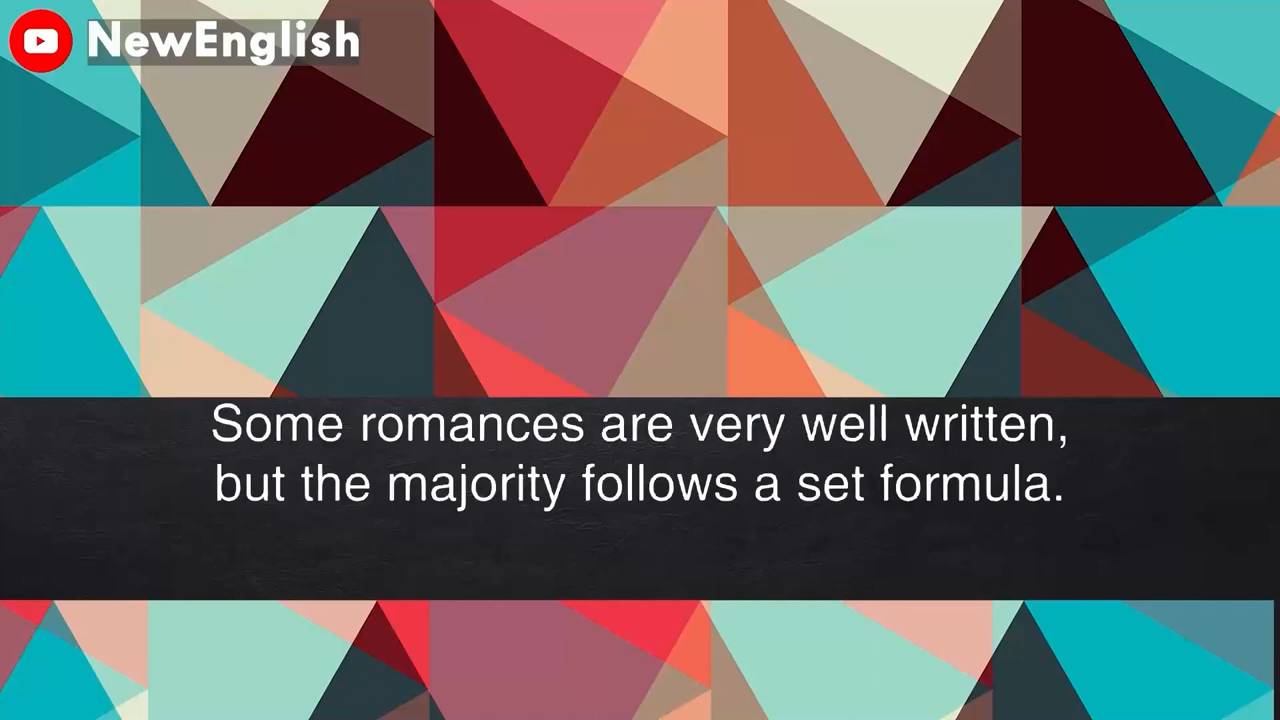 NewEnglish
Some romances are very well written,
but the majority follows a set formula.